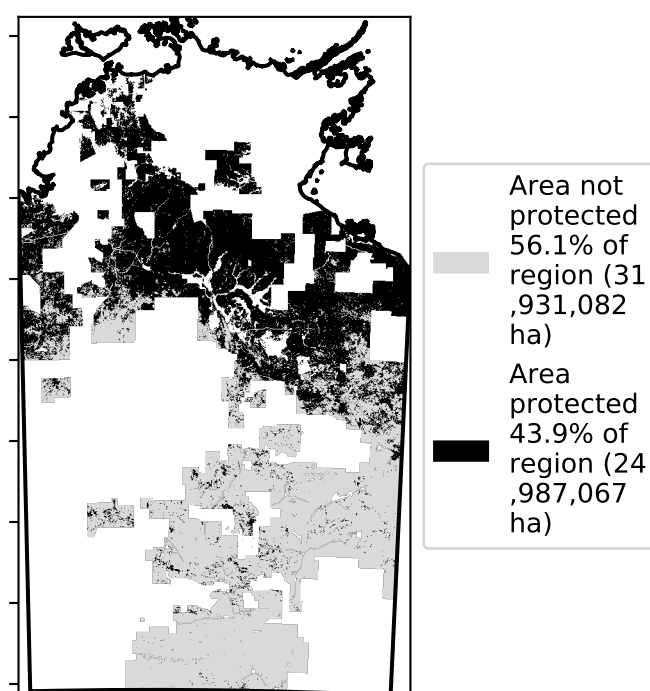 Area not
protected
56.1% of
region (31
,931,082
ha)
Area
protected
43.9% of
region (24
,987,067
ha)